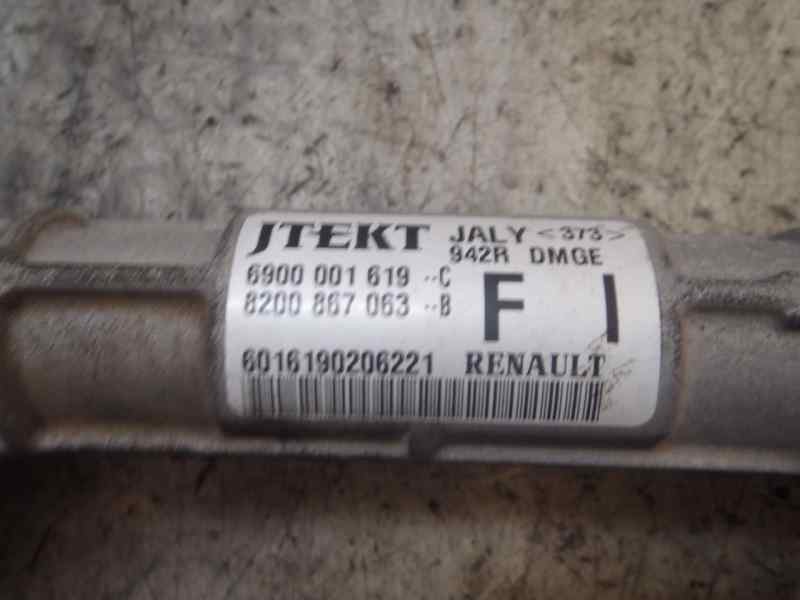 JTEKT JALY <373>
942R DMGE
6900 001 619 --C
8200 867 063 --B
F I
6016190206221 RENAULT